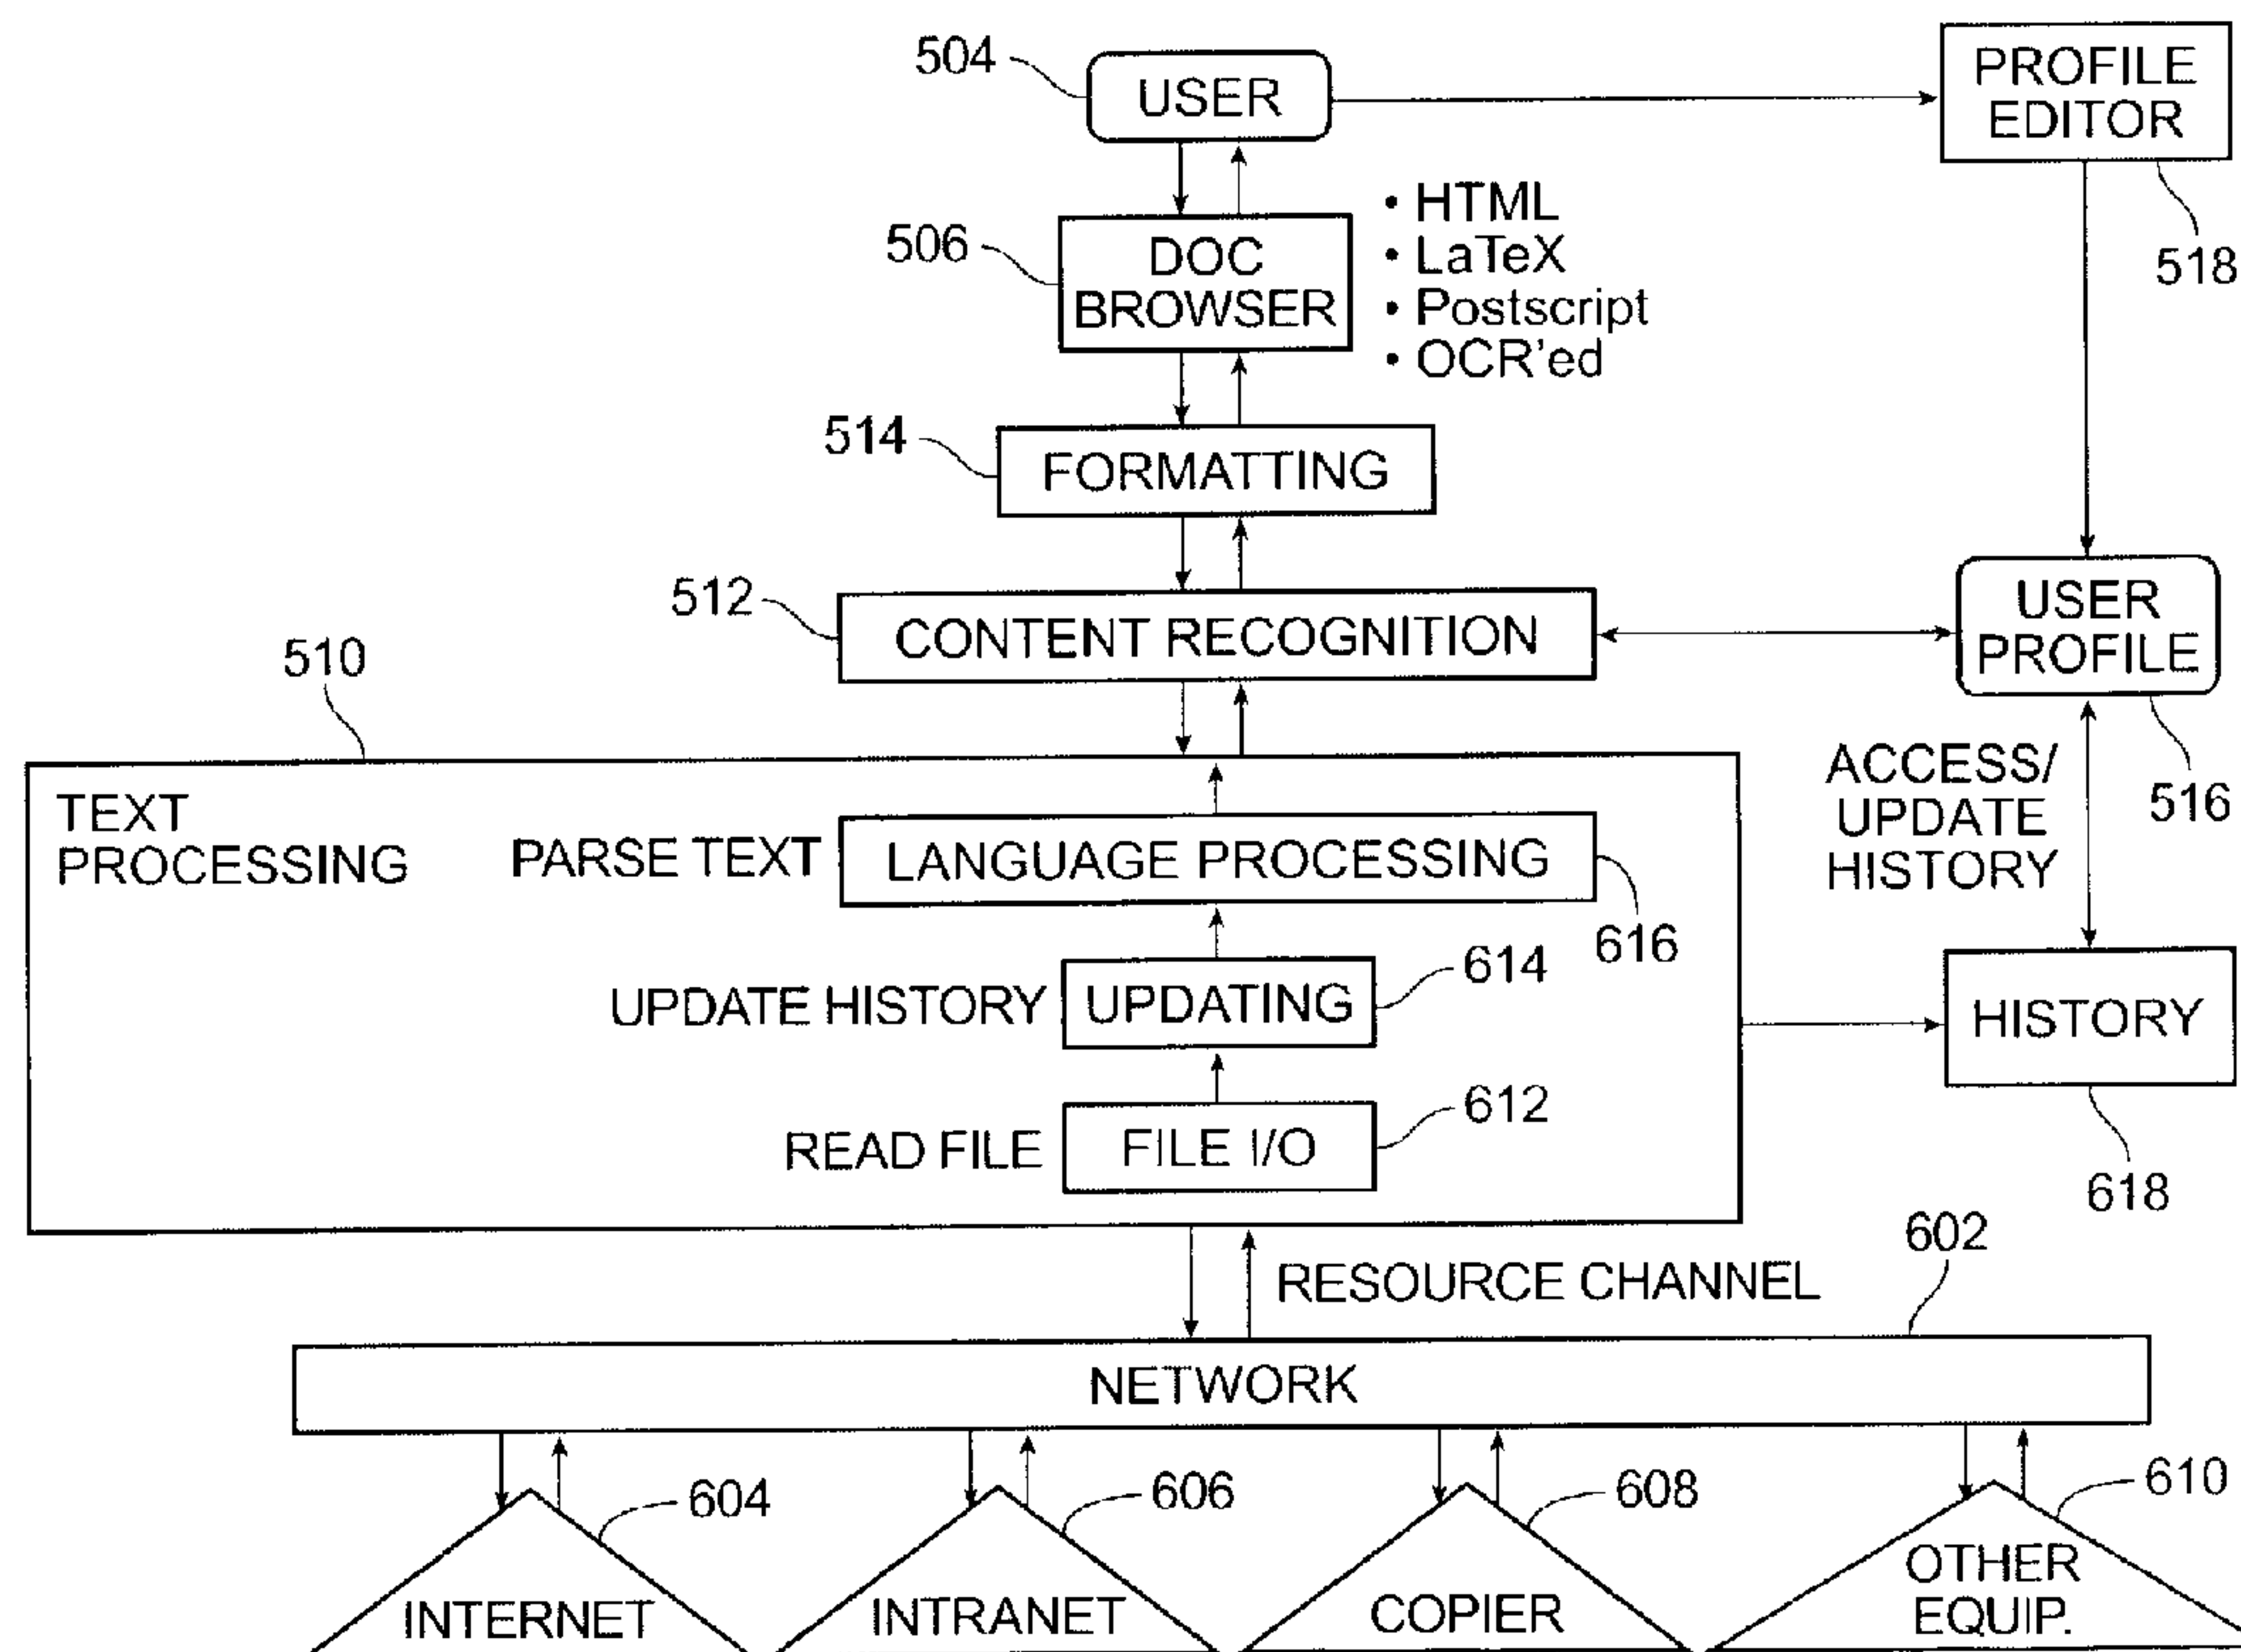 504
USER
PROFILE
EDITOR
518
506
DOC
BROWSER
• HTML
• LaTeX
• Postscript
• OCR'ed
514
FORMATTING
512
CONTENT RECOGNITION
USER
PROFILE
516
510
TEXT
PROCESSING
PARSE TEXT
LANGUAGE PROCESSING
616
ACCESS/
UPDATE
HISTORY
UPDATE HISTORY
UPDATING
614
HISTORY
618
READ FILE
FILE I/O
612
RESOURCE CHANNEL
602
NETWORK
604
INTERNET
606
INTRANET
608
COPIER
610
OTHER
EQUIP.